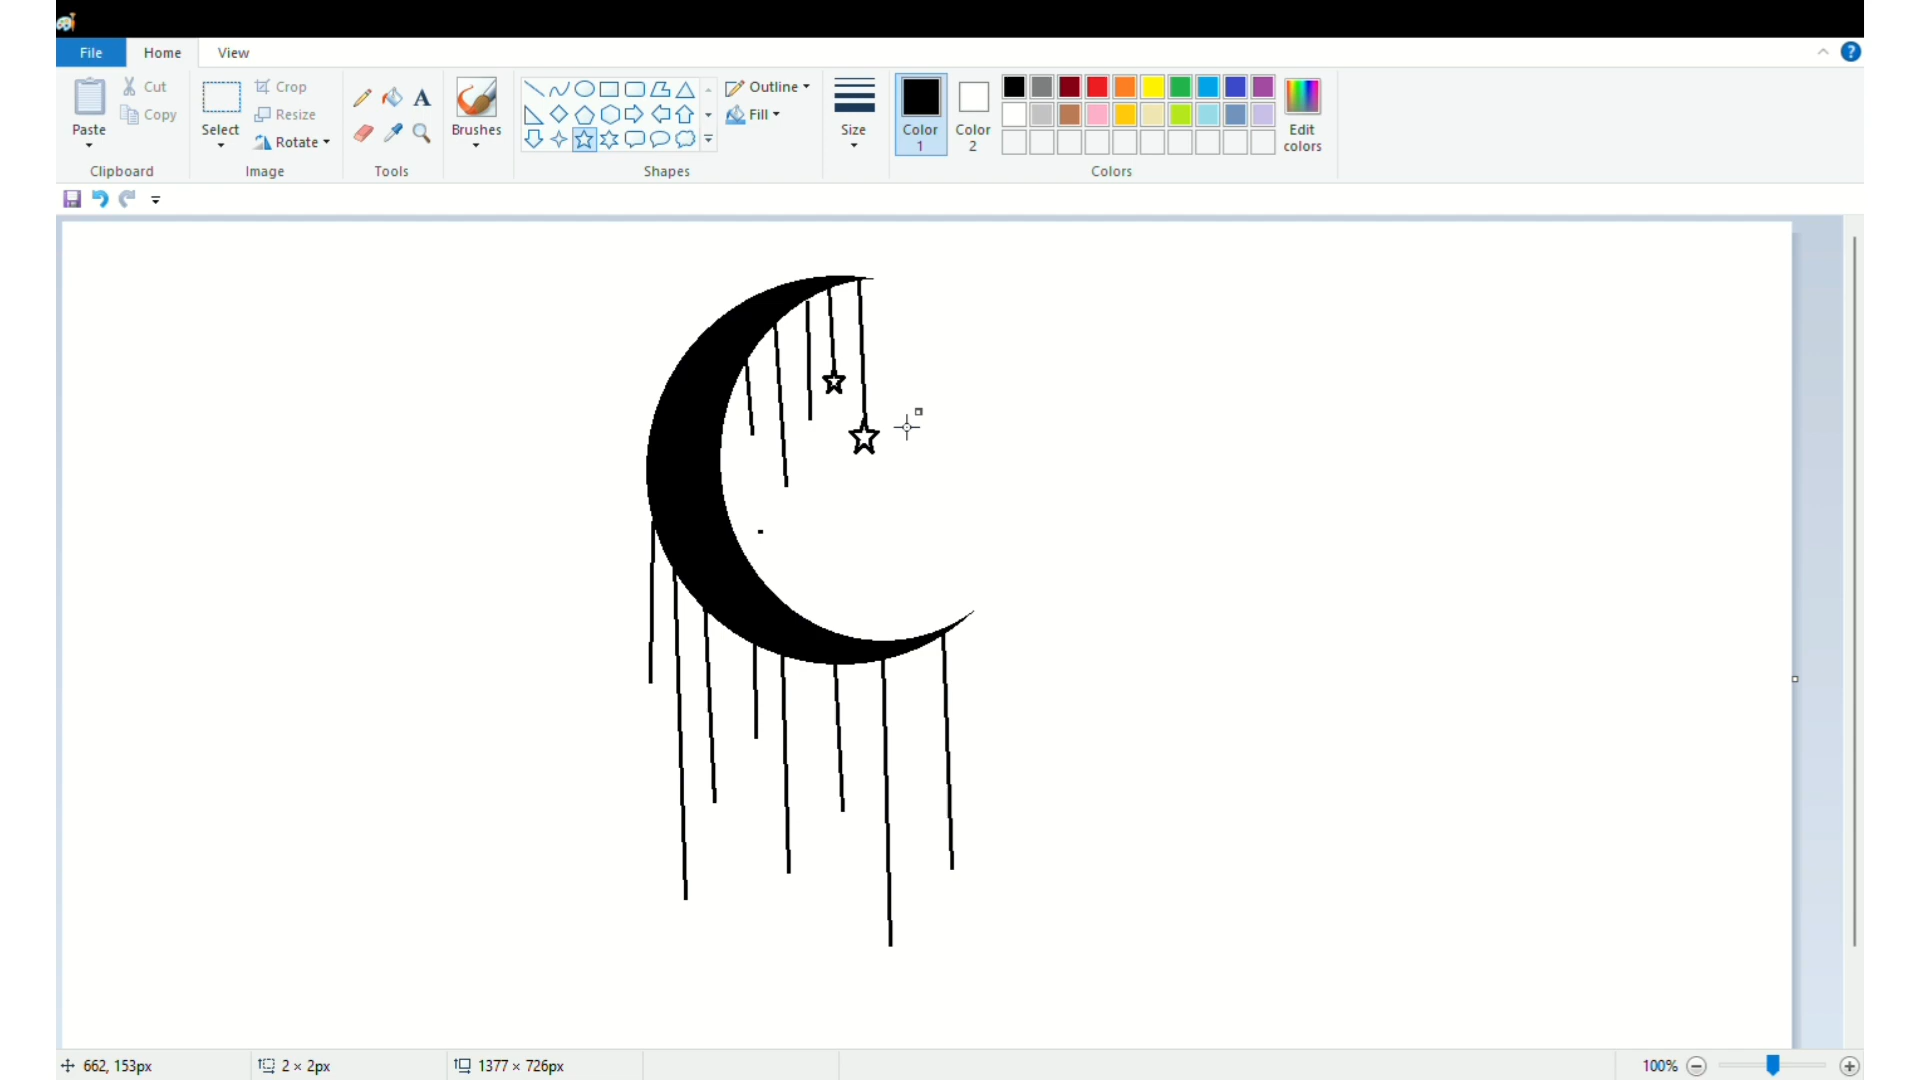 File Home View ?
Paste Cut Copy Select Crop Resize Rotate A Brushes Outline Fill Size Color 1 Color 2 Edit colors
Clipboard Image Tools Shapes Colors
662, 153px 2 × 2px 1377 × 726px 100%